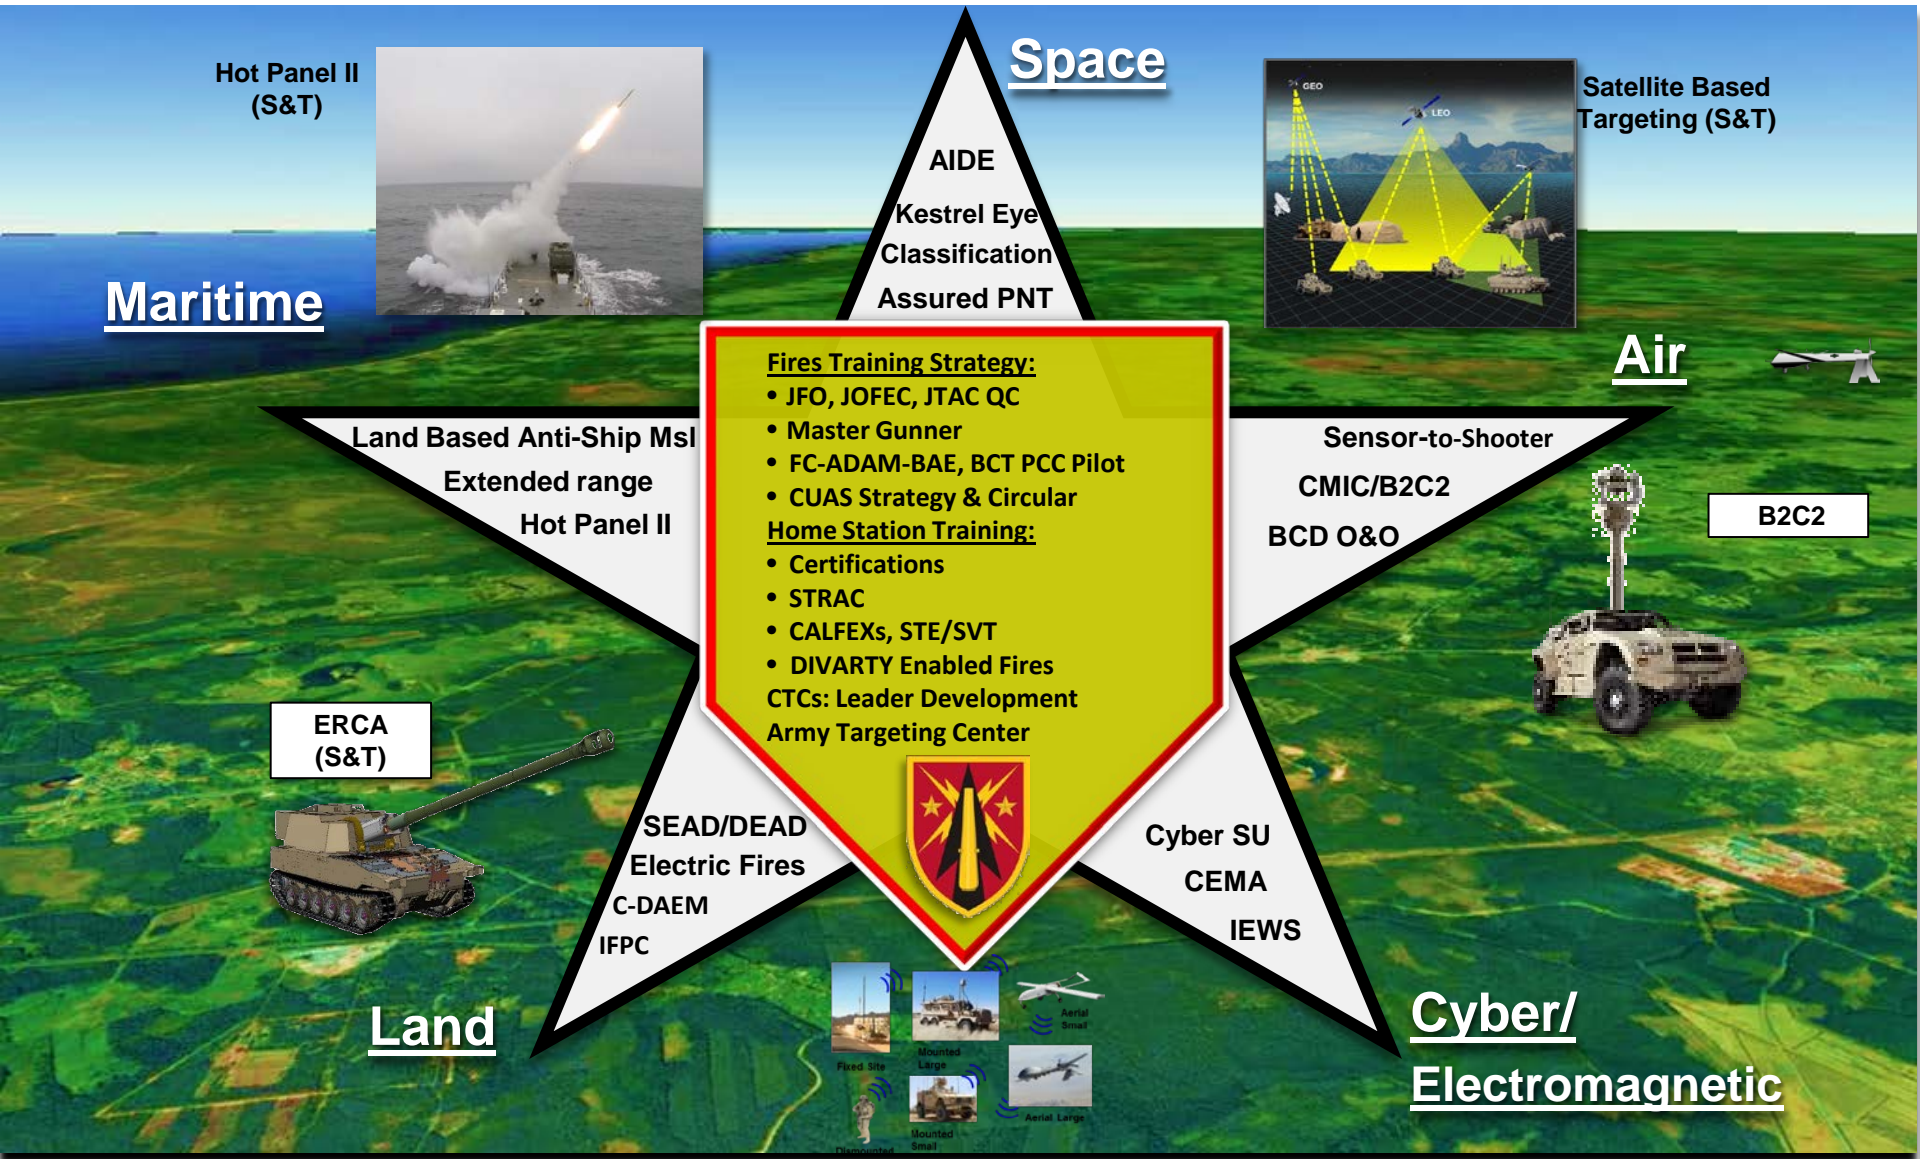 Hot Panel II
(S&T)
Space
GEO
LEO
Satellite Based
Targeting (S&T)
AIDE
Kestrel Eye
Classification
Assured PNT
Maritime
Air
Land Based Anti-Ship Msl
Extended range
Hot Panel II
Fires Training Strategy:
• JFO, JOFEC, JTAC QC
• Master Gunner
• FC-ADAM-BAE, BCT PCC Pilot
• CUAS Strategy & Circular
Home Station Training:
• Certifications
• STRAC
• CALFEXs, STE/SVT
• DIVARTY Enabled Fires
CTCs: Leader Development
Army Targeting Center
Sensor-to-Shooter
CMIC/B2C2
BCD O&O
B2C2
ERCA
(S&T)
SEAD/DEAD
Electric Fires
C-DAEM
IFPC
Cyber SU
CEMA
IEWS
Land
Cyber/
Electromagnetic
Fixed Site
Mounted
Large
Aerial
Small
Dismounted
Mounted
Small
Aerial Large